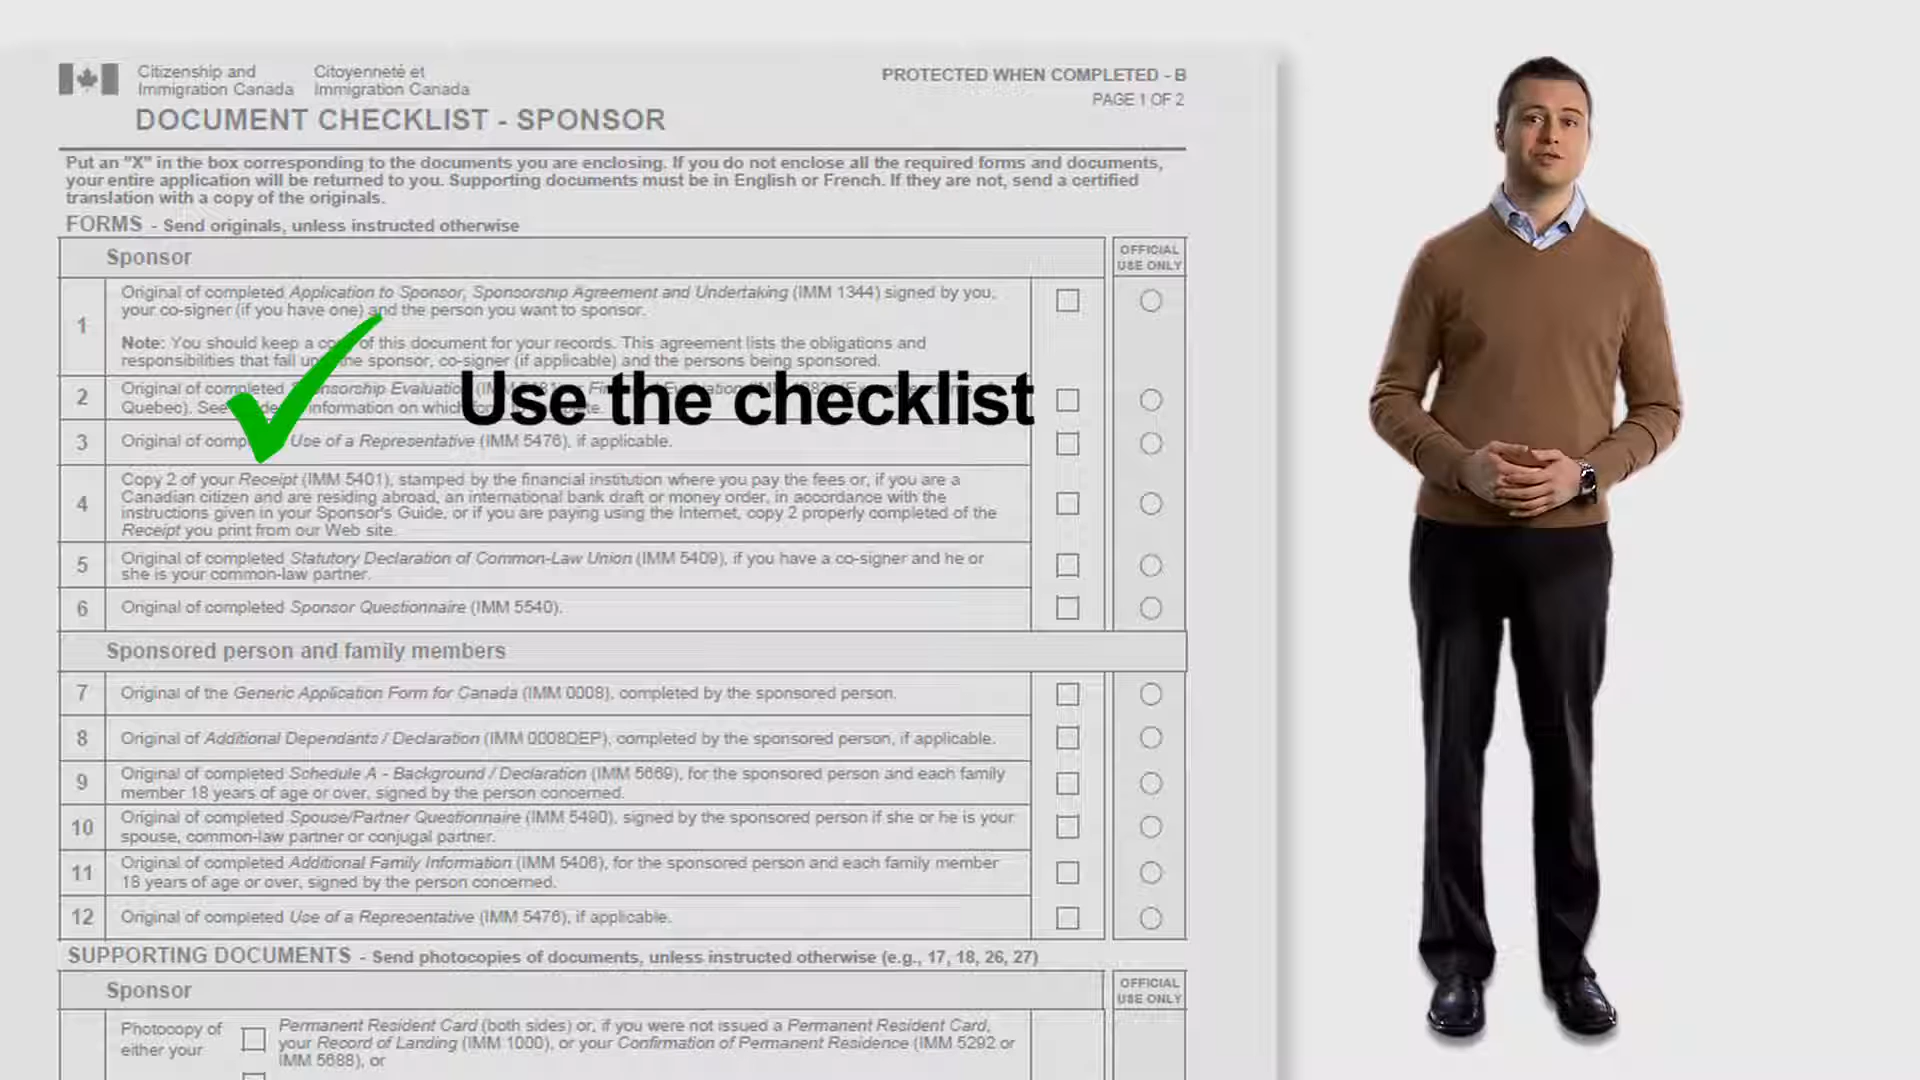 Citizenship and Immigration Canada
Citoyenneté et Immigration Canada
PROTECTED WHEN COMPLETED - B
PAGE 1 OF 2
DOCUMENT CHECKLIST - SPONSOR
Put an "X" in the box corresponding to the documents you are enclosing. If you do not enclose all the required forms and documents,
your entire application will be returned to you. Supporting documents must be in English or French. If they are not, send a certified
translation with a copy of the originals.
FORMS - Send originals, unless instructed otherwise
Sponsor
OFFICIAL
USE ONLY
1
Original of completed Application to Sponsor, Sponsorship Agreement and Undertaking (IMM 1344) signed by you,
your co-signer (if you have one) and the person you want to sponsor.
Note: You should keep a copy of this document for your records. This agreement lists the obligations and
responsibilities that fall the sponsor, co-signer (if applicable) and the persons being sponsored.
2
Original of completed Evaluation
Quebec). See information on which
Use the checklist
3
Original of Use of a Representative (IMM 5476), if applicable.
4
Copy 2 of your Receipt (IMM 5401), stamped by the financial institution where you pay the fees or, if you are a
Canadian citizen and are residing abroad, an international bank draft or money order, in accordance with the
instructions given in your Sponsor's Guide, or if you are paying using the Internet, copy 2 properly completed of the
Receipt you print from our Web site.
5
Original of completed Statutory Declaration of Common-Law Union (IMM 5409), if you have a co-signer and he or
she is your common-law partner.
6
Original of completed Sponsor Questionnaire (IMM 5540).
Sponsored person and family members
7
Original of the Generic Application Form for Canada (IMM 0008), completed by the sponsored person.
8
Original of Additional Dependants / Declaration (IMM 0008DEP), completed by the sponsored person, if applicable.
9
Original of completed Schedule A - Background / Declaration (IMM 5669), for the sponsored person and each family
member 18 years of age or over, signed by the person concerned.
10
Original of completed Spouse/Partner Questionnaire (IMM 5490), signed by the sponsored person if she or he is your
spouse, common-law partner or conjugal partner.
11
Original of completed Additional Family Information (IMM 5406), for the sponsored person and each family member
18 years of age or over, signed by the person concerned.
12
Original of completed Use of a Representative (IMM 5476), if applicable.
SUPPORTING DOCUMENTS - Send photocopies of documents, unless instructed otherwise (e.g., 17, 18, 26, 27)
Sponsor
OFFICIAL
USE ONLY
Photocopy of
either your
Permanent Resident Card (both sides) or, if you were not issued a Permanent Resident Card,
your Record of Landing (IMM 1000), or your Confirmation of Permanent Residence (IMM 5292 or
IMM 5688), or